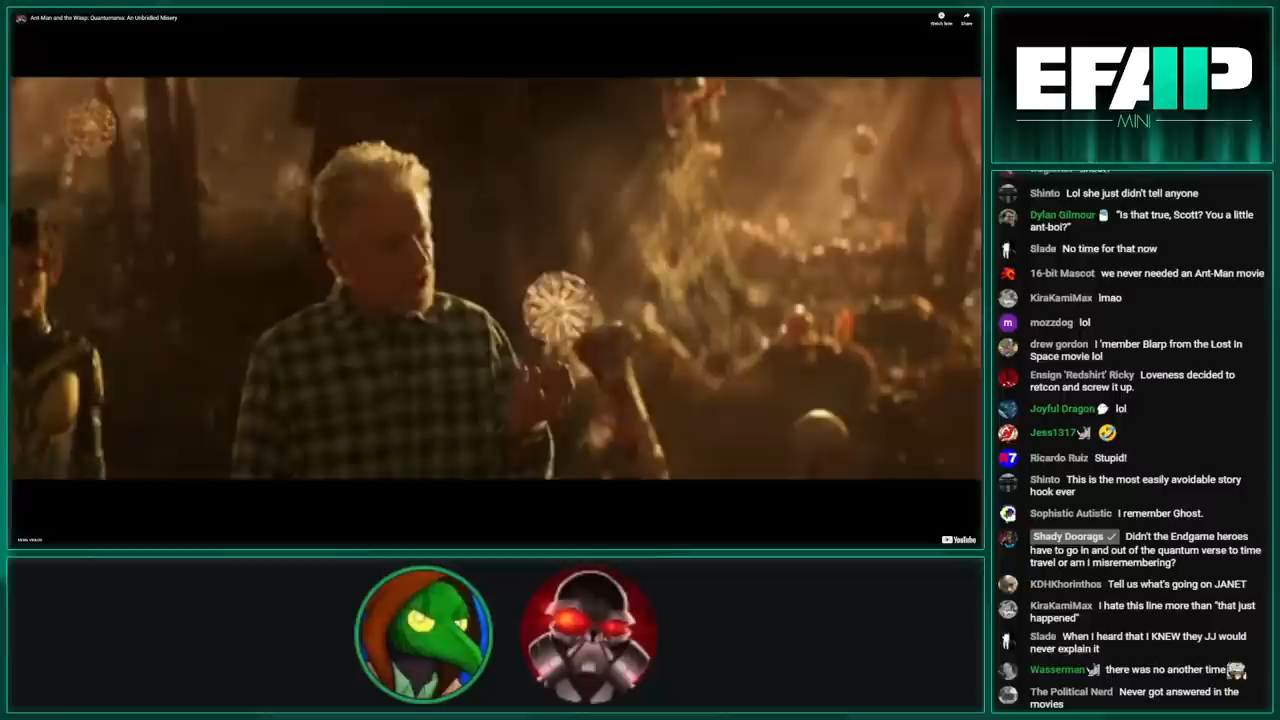 Ant-Man and the Wasp: Quantumania: An Unbridled Misery
Watch later
Share
MORE VIDEOS
YouTube
EFAP
MINI
Shinto Lol she just didn't tell anyone
Dylan Gilmour "Is that true, Scott? You a little
ant-boi?"
Slade No time for that now
16-bit Mascot we never needed an Ant-Man movie
KiraKamiMax lmao
m
mozzdog lol
drew gordon I 'member Blarp from the Lost In
Space movie lol
Ensign 'Redshirt' Ricky Loveness decided to
retcon and screw it up.
Joyful Dragon lol
Jess1317
Ricardo Ruiz Stupid!
Shinto This is the most easily avoidable story
hook ever
Sophistic Autistic I remember Ghost.
Shady Doorags Didn't the Endgame heroes
have to go in and out of the quantum verse to time
travel or am I misremembering?
KDHKhorinthos Tell us what's going on JANET
KiraKamiMax I hate this line more than "that just
happened"
Slade When I heard that I KNEW they JJ would
never explain it
Wasserman there was no another time
The Political Nerd Never got answered in the
movies